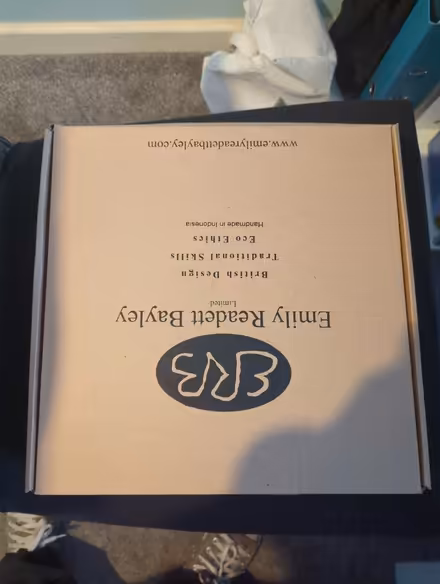 ERB
Emily Readett Bayley
Limited
British Design
Traditional Skills
Eco Ethics
Handmade in Indonesia
www.emilyreadettbayley.com